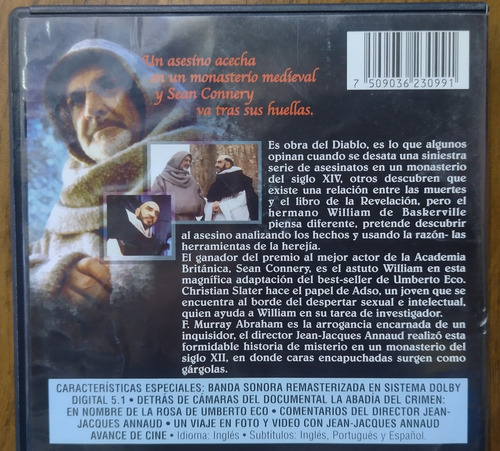 Un asesino acecha
en un monasterio medieval
y Sean Connery
va tras sus huellas.
7 509036 230991
Es obra del Diablo, es lo que algunos
opinan cuando se desata una siniestra
serie de asesinatos en un monasterio
del siglo XIV, otros descubren que
existe una relación entre las muertes
y el libro de la Revelación, pero el
hermano William de Baskerville
piensa diferente, pretende descubrir
al asesino analizando los hechos y usando la razón- las
herramientas de la herejía.
El ganador del premio al mejor actor de la Academia
Británica, Sean Connery, es el astuto William en esta
magnífica adaptación del best-seller de Umberto Eco.
Christian Slater hace el papel de Adso, un joven que se
encuentra al borde del despertar sexual e intelectual,
quien ayuda a William en su tarea de investigador.
F. Murray Abraham es la arrogancia encarnada de un
inquisidor, el director Jean-Jacques Annaud realizó esta
formidable historia de misterio en un monasterio del
siglo XII, en donde caras encapuchadas surgen como
gárgolas.
CARACTERÍSTICAS ESPECIALES: BANDA SONORA REMASTERIZADA EN SISTEMA DOLBY
DIGITAL 5.1 • DETRÁS DE CÁMARAS DEL DOCUMENTAL LA ABADÍA DEL CRIMEN:
EN NOMBRE DE LA ROSA DE UMBERTO ECO • COMENTARIOS DEL DIRECTOR JEAN-
JACQUES ANNAUD • UN VIAJE EN FOTO Y VIDEO CON JEAN-JACQUES ANNAUD
AVANCE DE CINE • Idioma: Inglés • Subtítulos: Inglés, Portugués y Español.